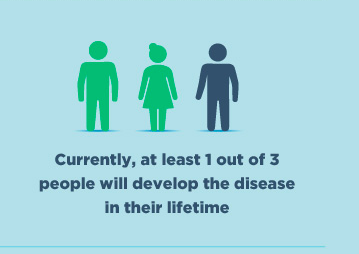 Currently, at least 1 out of 3
people will develop the disease
in their lifetime